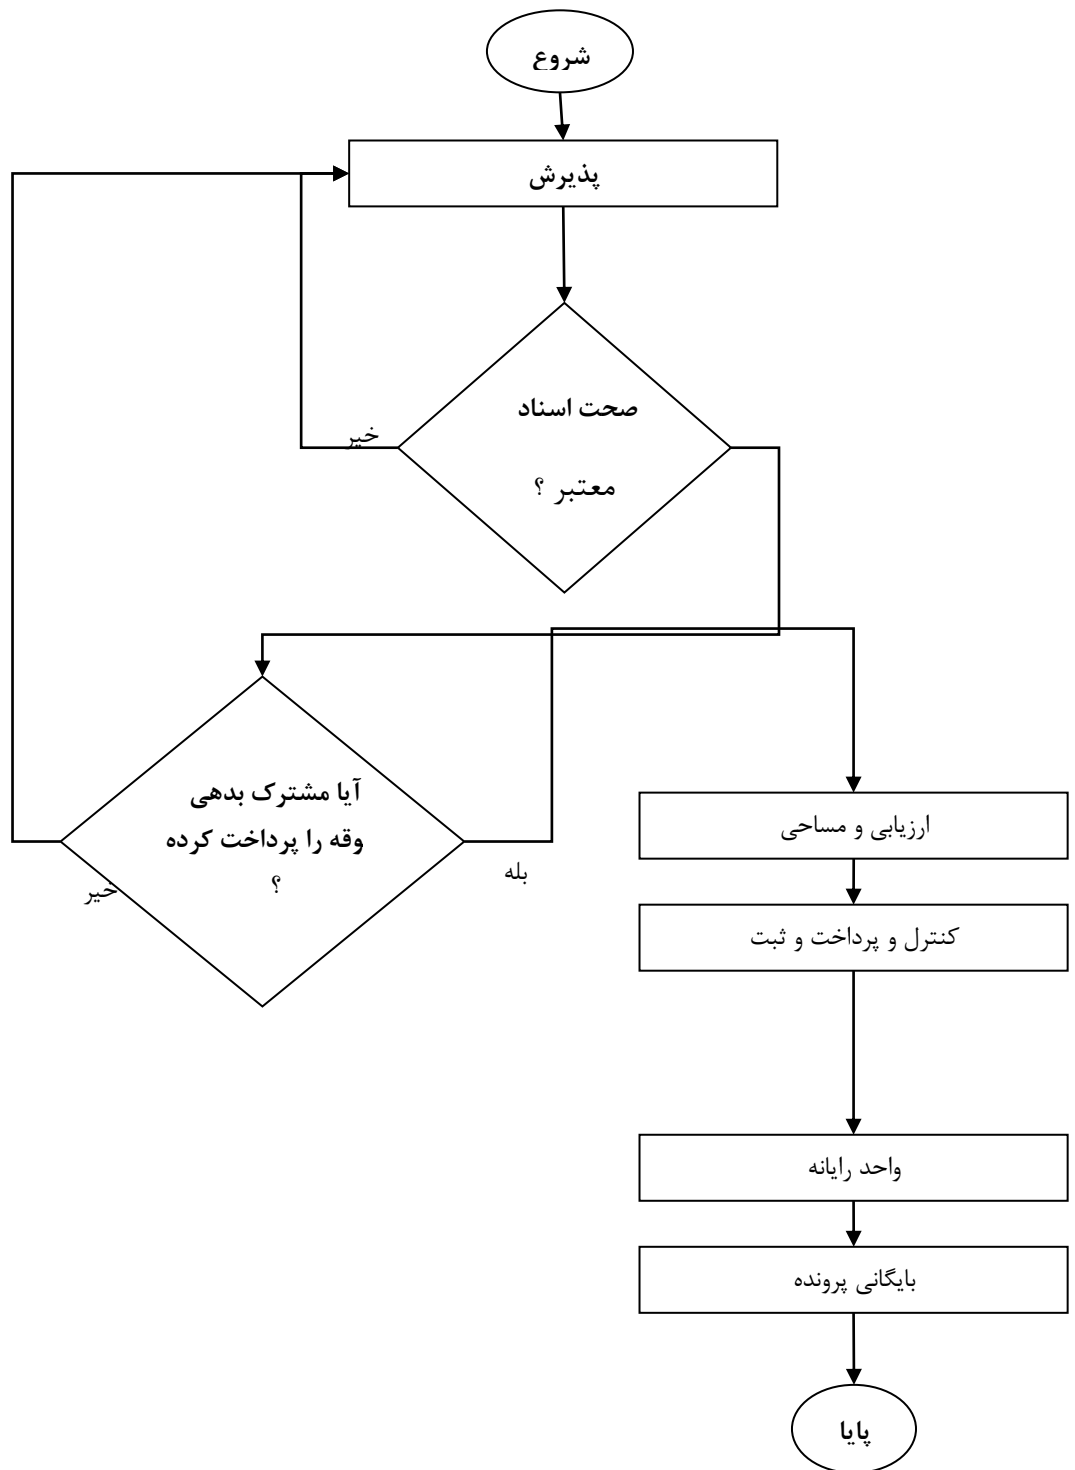 شروع
پذیرش
صحت اسناد
معتبر ؟
خیر
آیا مشترک بدهی
وقه را پرداخت کرده
؟
خیر
بله
ارزیابی و مساحی
کنترل و پرداخت و ثبت
واحد رایانه
بایگانی پرونده
پایا